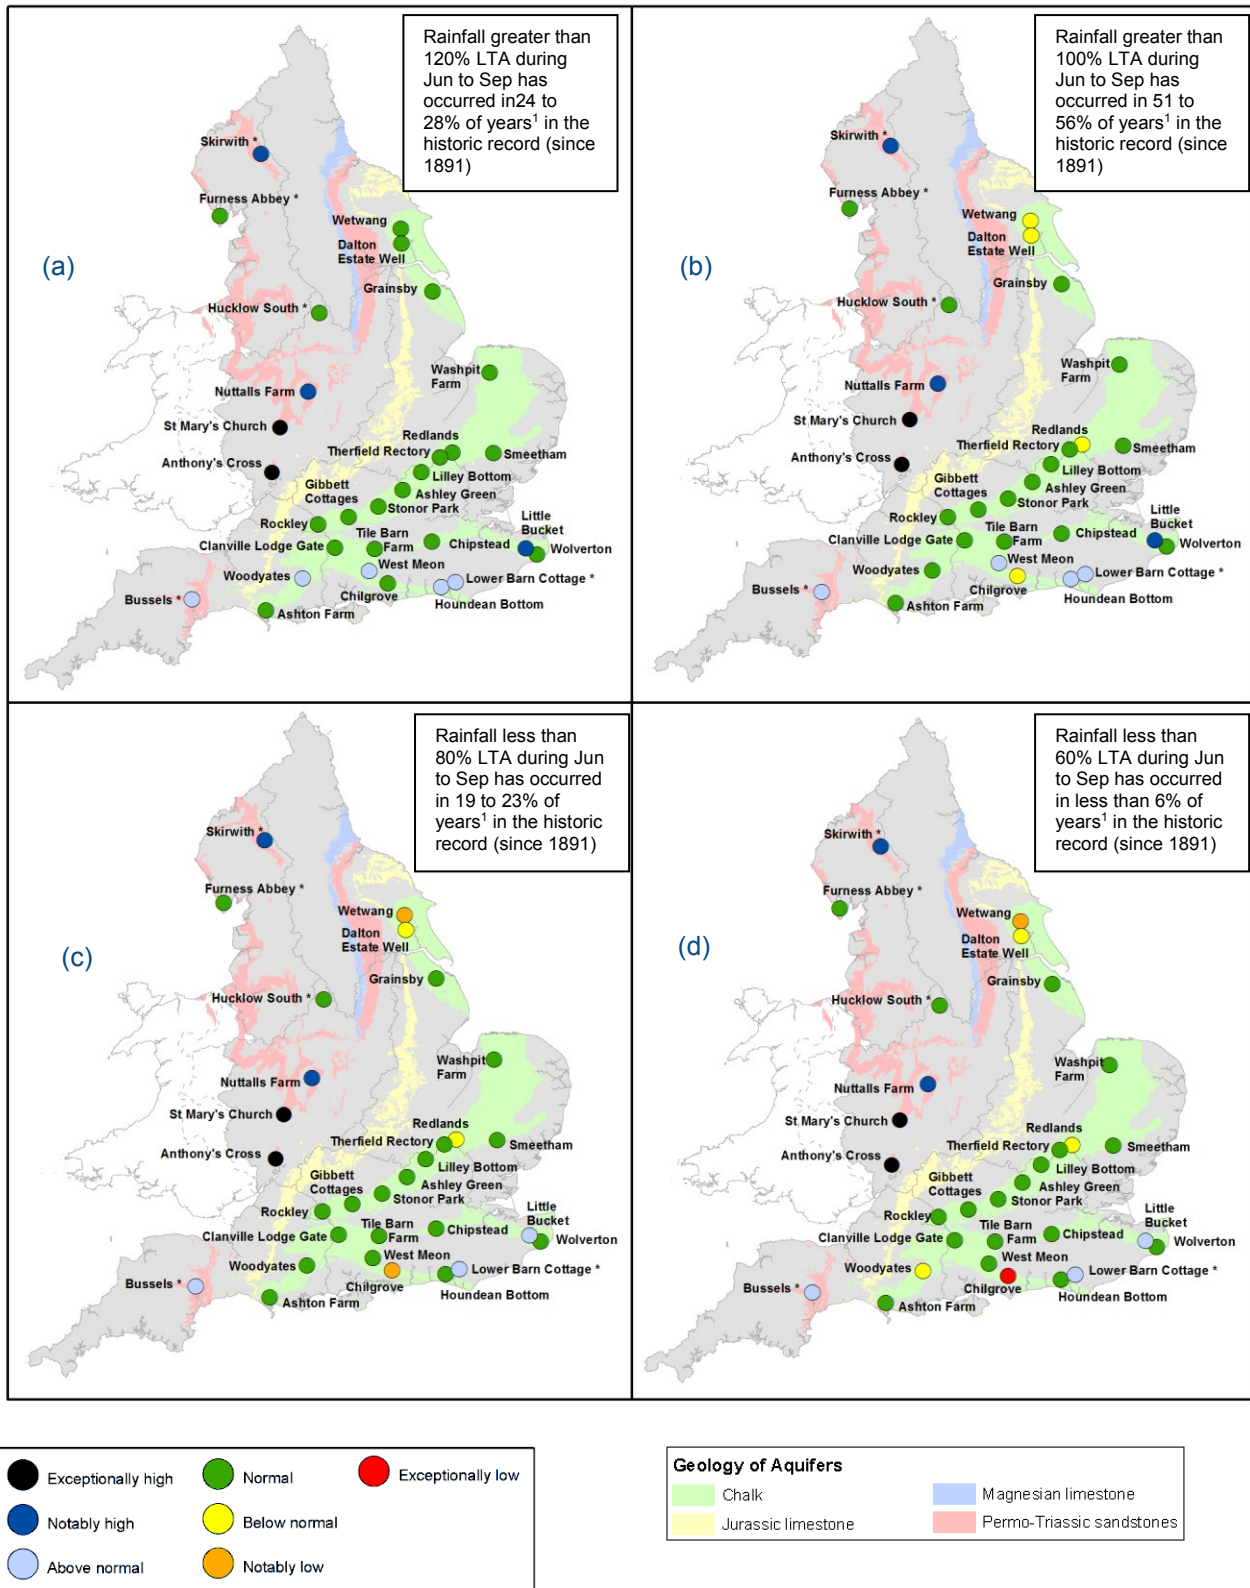 Rainfall greater than
120% LTA during
Jun to Sep has
occurred in24 to
28% of years1 in the
historic record (since
1891)
(a)
Skirwith *
Furness Abbey *
Wetwang
Dalton
Estate Well
Grainsby
Hucklow South *
Washpit
Farm
Nuttalls Farm
St Mary's Church
Redlands
Therfield Rectory
Smeetham
Anthony's Cross
Lilley Bottom
Gibbett
Cottages
Ashley Green
Stonor Park
Rockley
Little
Bucket
Tile Barn
Farm
Clanville Lodge Gate
Chipstead
Wolverton
West Meon
Woodyates
Lower Barn Cottage *
Chilgrove
Bussels *
Houndean Bottom
Ashton Farm
Rainfall greater than
100% LTA during
Jun to Sep has
occurred in 51 to
56% of years1 in the
historic record (since
1891)
(b)
Skirwith *
Furness Abbey *
Wetwang
Dalton
Estate Well
Grainsby
Hucklow South *
Washpit
Farm
Nuttalls Farm
St Mary's Church
Redlands
Therfield Rectory
Smeetham
Anthony's Cross
Lilley Bottom
Gibbett
Cottages
Ashley Green
Stonor Park
Rockley
Little
Bucket
Tile Barn
Farm
Clanville Lodge Gate
Chipstead
Wolverton
West Meon
Woodyates
Lower Barn Cottage *
Chilgrove
Bussels *
Houndean Bottom
Ashton Farm
Rainfall less than
80% LTA during Jun
to Sep has occurred
in 19 to 23% of
years1 in the historic
record (since 1891)
(c)
Skirwith *
Furness Abbey *
Wetwang
Dalton
Estate Well
Grainsby
Hucklow South *
Washpit
Farm
Nuttalls Farm
St Mary's Church
Redlands
Therfield Rectory
Smeetham
Anthony's Cross
Lilley Bottom
Gibbett
Cottages
Ashley Green
Stonor Park
Rockley
Little
Bucket
Tile Barn
Farm
Clanville Lodge Gate
Chipstead
Wolverton
West Meon
Woodyates
Lower Barn Cottage *
Chilgrove
Bussels *
Houndean Bottom
Ashton Farm
Rainfall less than
60% LTA during Jun
to Sep has occurred
in less than 6% of
years1 in the historic
record (since 1891)
(d)
Skirwith *
Furness Abbey *
Wetwang
Dalton
Estate Well
Grainsby
Hucklow South *
Washpit
Farm
Nuttalls Farm
St Mary's Church
Redlands
Therfield Rectory
Smeetham
Anthony's Cross
Lilley Bottom
Gibbett
Cottages
Ashley Green
Stonor Park
Rockley
Little
Bucket
Tile Barn
Farm
Clanville Lodge Gate
Chipstead
Wolverton
West Meon
Woodyates
Lower Barn Cottage *
Chilgrove
Bussels *
Houndean Bottom
Ashton Farm
Exceptionally high
Normal
Exceptionally low
Notably high
Below normal
Above normal
Notably low
Geology of Aquifers
Chalk
Magnesian limestone
Jurassic limestone
Permo-Triassic sandstones